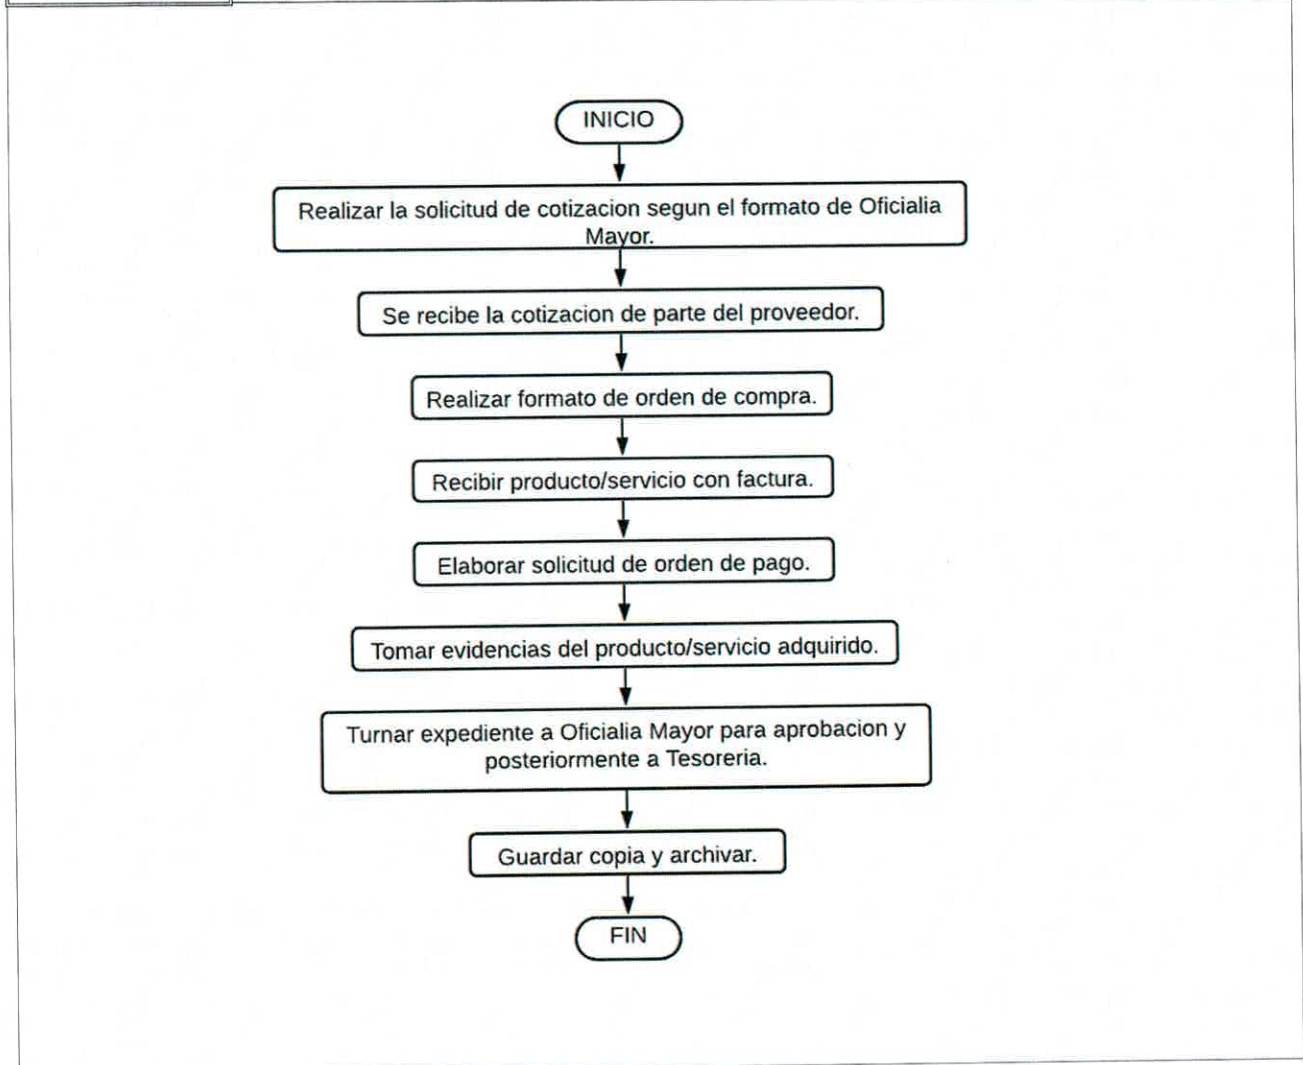 INICIO
Realizar la solicitud de cotizacion segun el formato de Oficialia
Mayor.
Se recibe la cotizacion de parte del proveedor.
Realizar formato de orden de compra.
Recibir producto/servicio con factura.
Elaborar solicitud de orden de pago.
Tomar evidencias del producto/servicio adquirido.
Turnar expediente a Oficialia Mayor para aprobacion y
posteriormente a Tesoreria.
Guardar copia y archivar.
FIN